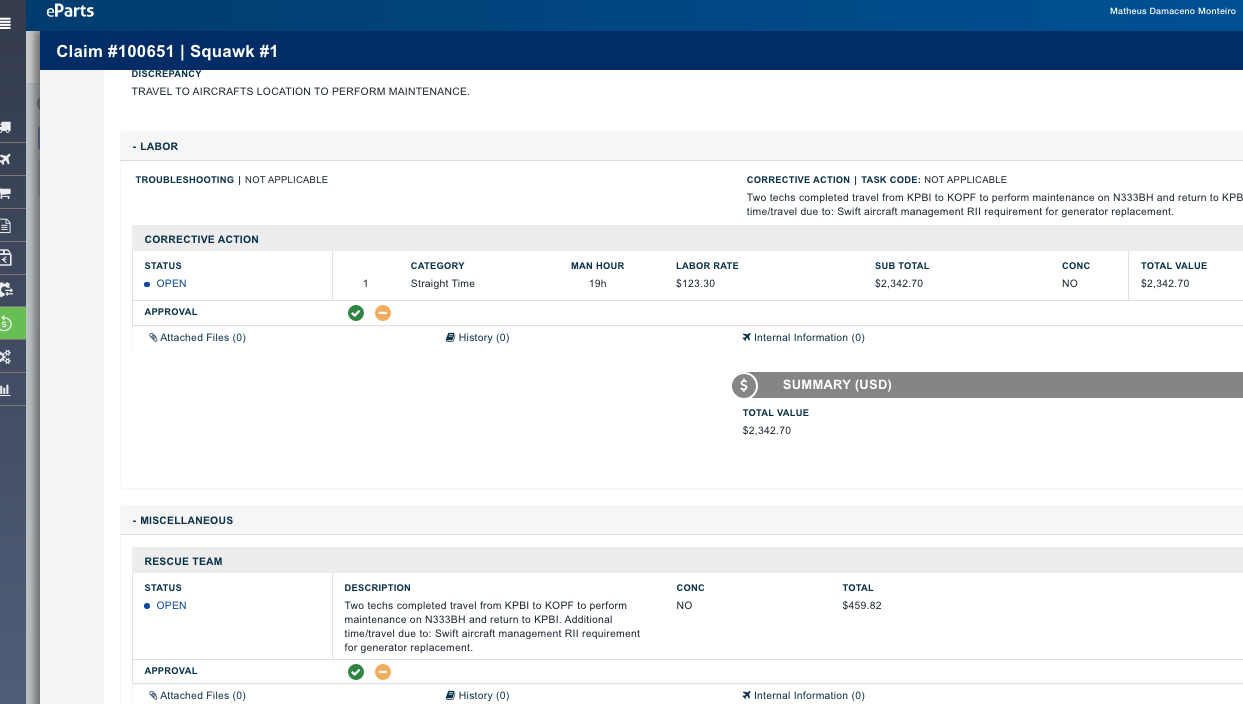 eParts
Matheus Damaceno Monteiro
Claim #100651 | Squawk #1
DISCREPANCY
TRAVEL TO AIRCRAFTS LOCATION TO PERFORM MAINTENANCE.
- LABOR
TROUBLESHOOTING | NOT APPLICABLE
CORRECTIVE ACTION | TASK CODE: NOT APPLICABLE
Two techs completed travel from KPBI to KOPF to perform maintenance on N333BH and return to KPB
time/travel due to: Swift aircraft management RII requirement for generator replacement.
CORRECTIVE ACTION
STATUS CATEGORY MAN HOUR LABOR RATE SUB TOTAL CONC TOTAL VALUE
OPEN 1 Straight Time 19h $123.30 $2,342.70 NO $2,342.70
APPROVAL
Attached Files (0) History (0) Internal Information (0)
$ SUMMARY (USD)
TOTAL VALUE
$2,342.70
- MISCELLANEOUS
RESCUE TEAM
STATUS DESCRIPTION CONC TOTAL
OPEN Two techs completed travel from KPBI to KOPF to perform NO $459.82
maintenance on N333BH and return to KPBI. Additional
time/travel due to: Swift aircraft management RII requirement
for generator replacement.
APPROVAL
Attached Files (0) History (0) Internal Information (0)